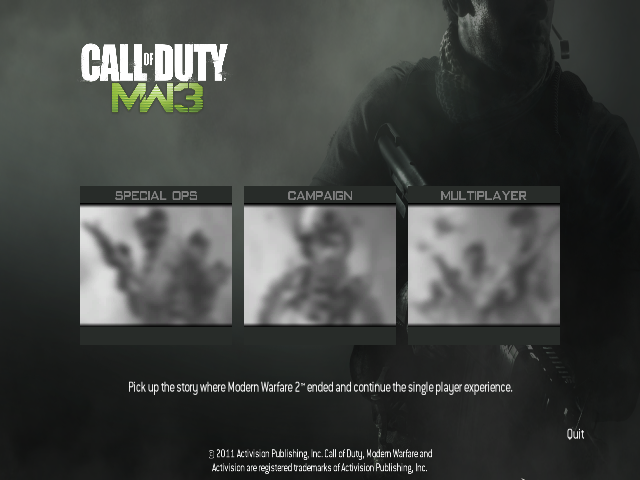 CALL OF DUTY
MW3
SPECIAL OPS
CAMPAIGN
MULTIPLAYER
Pick up the story where Modern Warfare 2™ ended and continue the single player experience.
Quit
© 2011 Activision Publishing, Inc. Call of Duty, Modern Warfare and
Activision are registered trademarks of Activision Publishing, Inc.